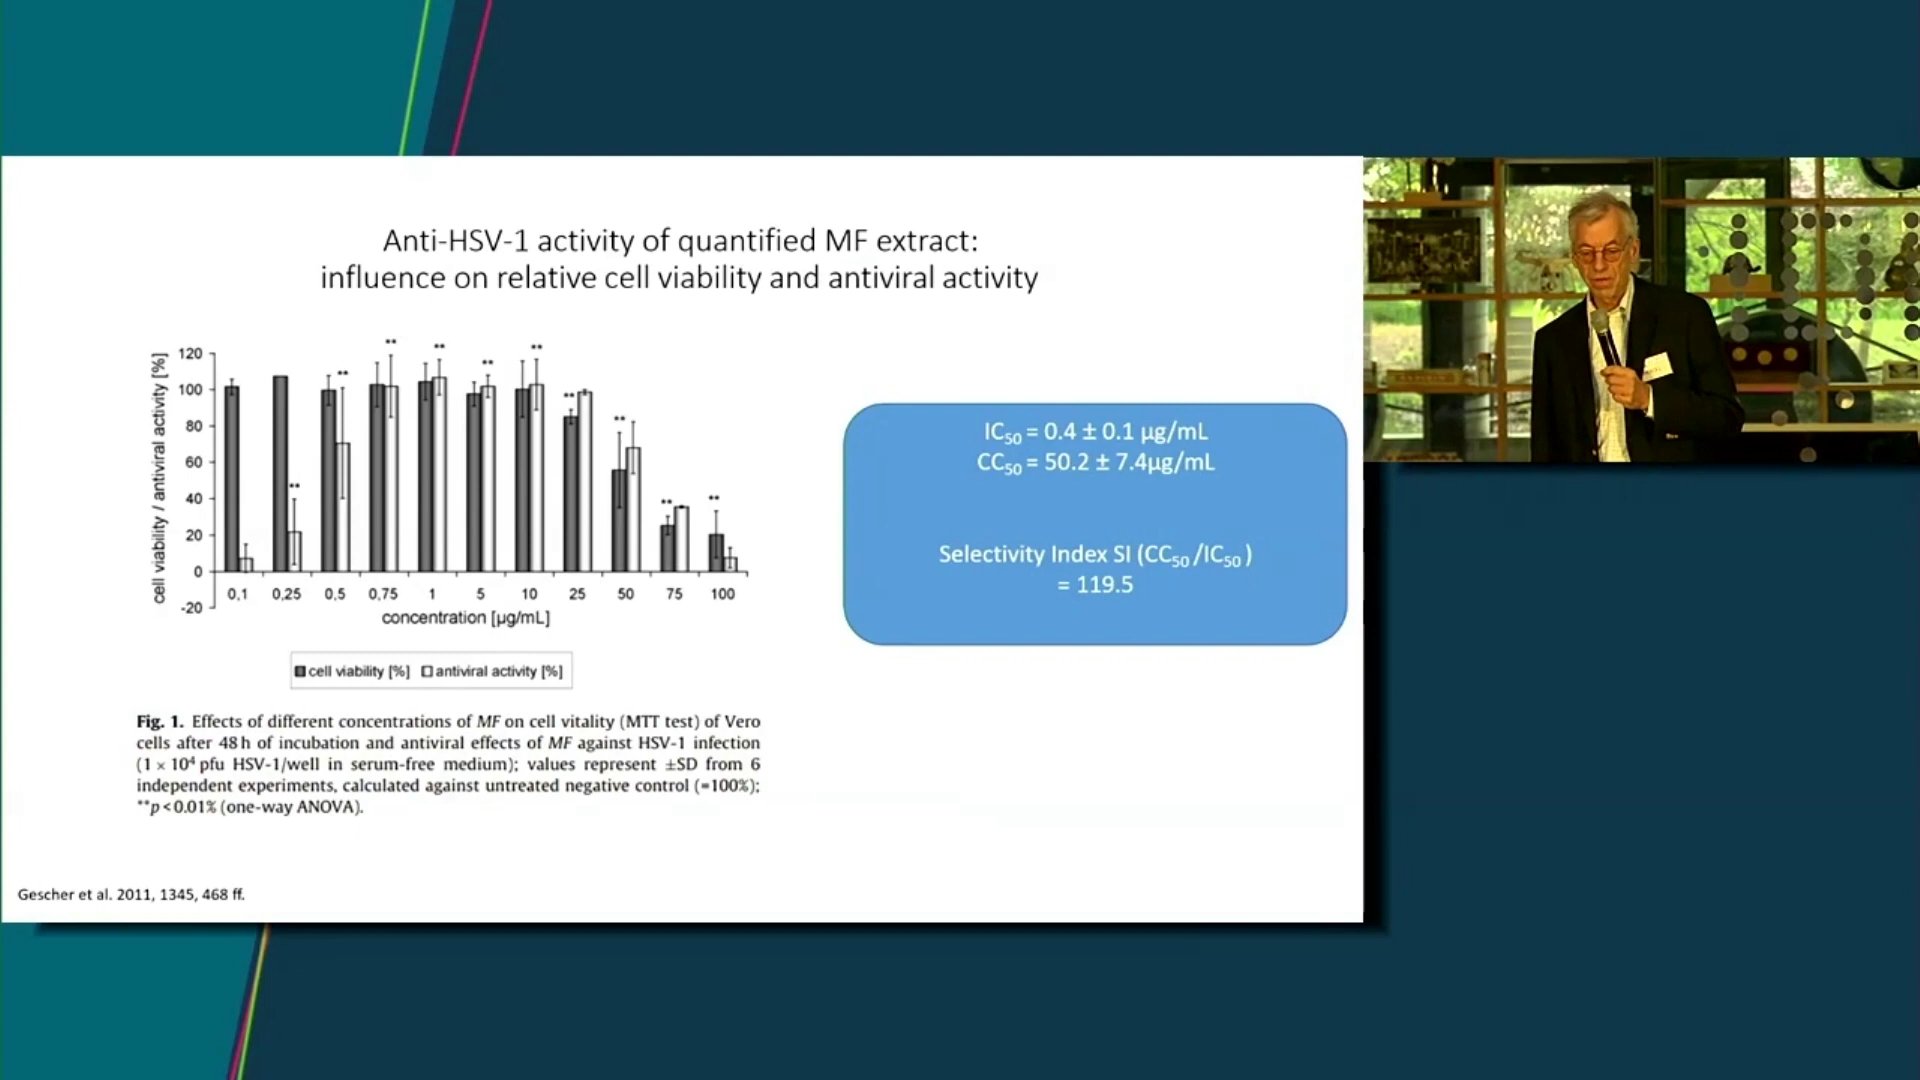 Anti-HSV-1 activity of quantified MF extract:
influence on relative cell viability and antiviral activity
cell viability / antiviral activity [%]
120
100
80
60
40
20
0
-20
** ** ** ** ** ** ** ** ** **
0,1 0,25 0,5 0,75 1 5 10 25 50 75 100
concentration [µg/mL]
cell viability [%] antiviral activity [%]
Fig. 1. Effects of different concentrations of MF on cell vitality (MTT test) of Vero
cells after 48 h of incubation and antiviral effects of MF against HSV-1 infection
(1 × 10⁴ pfu HSV-1/well in serum-free medium); values represent ±SD from 6
independent experiments, calculated against untreated negative control (=100%);
**p < 0.01% (one-way ANOVA).
IC₅₀ = 0.4 ± 0.1 µg/mL
CC₅₀ = 50.2 ± 7.4µg/mL
Selectivity Index SI (CC₅₀ /IC₅₀ )
= 119.5
Gescher et al. 2011, 1345, 468 ff.